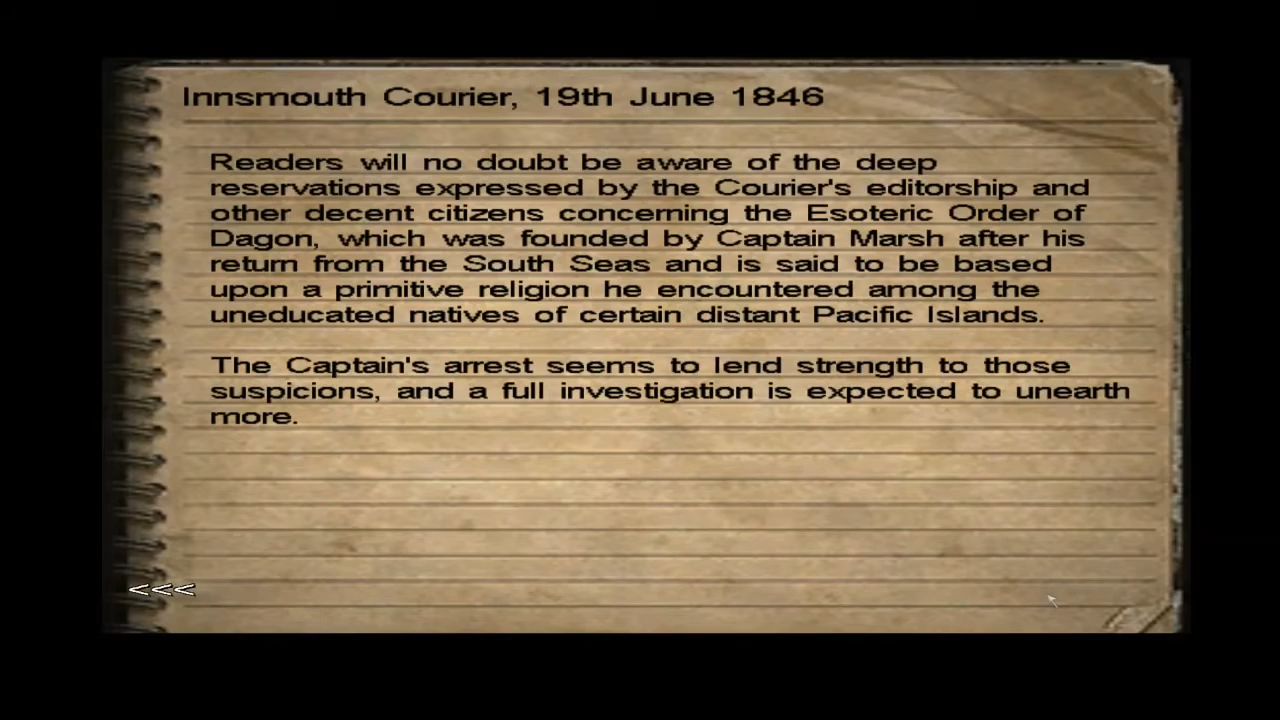 Innsmouth Courier, 19th June 1846
Readers will no doubt be aware of the deep
reservations expressed by the Courier's editorship and
other decent citizens concerning the Esoteric Order of
Dagon, which was founded by Captain Marsh after his
return from the South Seas and is said to be based
upon a primitive religion he encountered among the
uneducated natives of certain distant Pacific Islands.
The Captain's arrest seems to lend strength to those
suspicions, and a full investigation is expected to unearth
more.
<<<